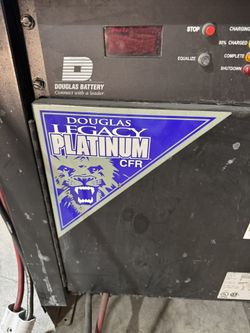 STOP
CHARGING
80% CHARGED
EQUALIZE
COMPLETE
SHUTDOWN
D
DOUGLAS BATTERY
Connect with a leader
DOUGLAS
LEGACY
PLATINUM
CFR